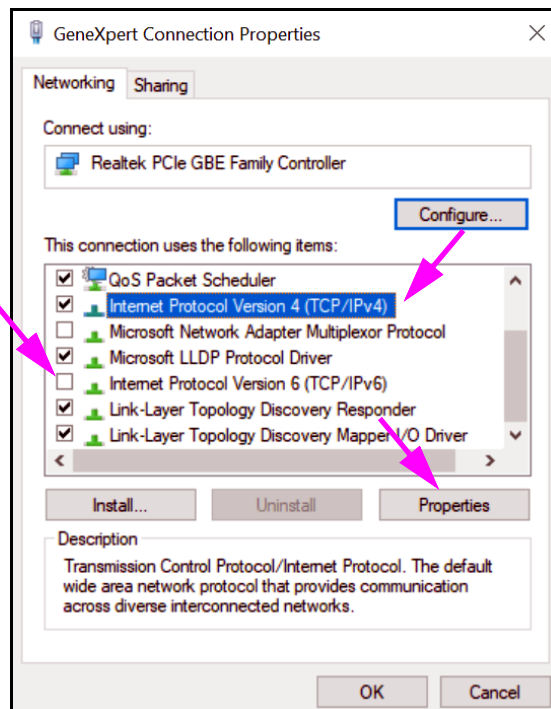 GeneXpert Connection Properties
Networking Sharing
Connect using:
Realtek PCIe GBE Family Controller
Configure...
This connection uses the following items:
QoS Packet Scheduler
Internet Protocol Version 4 (TCP/IPv4)
Microsoft Network Adapter Multiplexor Protocol
Microsoft LLDP Protocol Driver
Internet Protocol Version 6 (TCP/IPv6)
Link-Layer Topology Discovery Responder
Link-Layer Topology Discovery Mapper I/O Driver
Install... Uninstall Properties
Description
Transmission Control Protocol/Internet Protocol. The default
wide area network protocol that provides communication
across diverse interconnected networks.
OK Cancel